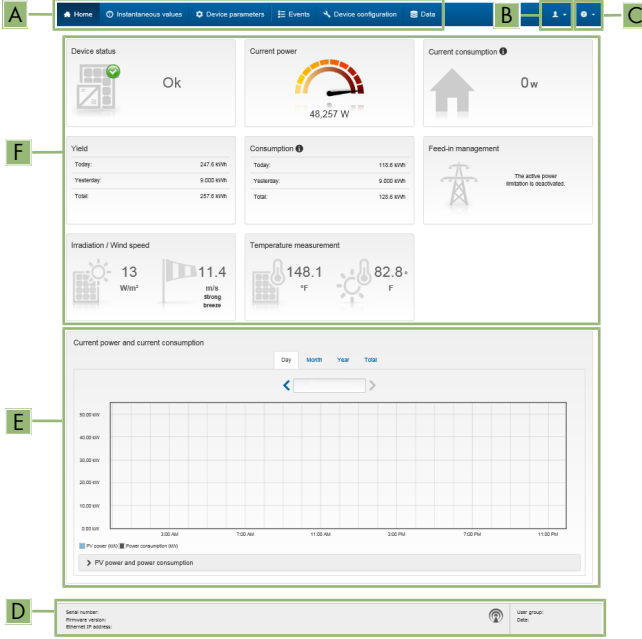 A
Home Instantaneous values Device parameters Events Device configuration Data
B
C
Device status
Ok
Current power
48,257 W
Current consumption
0 W
F
Yield
Today: 247.6 kWh
Yesterday: 9.000 kWh
Total: 257.6 kWh
Consumption
Today: 118.6 kWh
Yesterday: 9.000 kWh
Total: 128.6 kWh
Feed-in management
The active power
limitation is deactivated.
Irradiation / Wind speed
13
W/m²
11.4
m/s
strong
breeze
Temperature measurement
148.1
°F
82.8°
F
Current power and current consumption
Day Month Year Total
E
50.00 kW
40.00 kW
30.00 kW
20.00 kW
10.00 kW
0.00 kW
3:00 AM 7:00 AM 11:00 AM 2:00 PM 7:00 PM 11:00 PM
PV power (kW) Power consumption (kW)
PV power and power consumption
D
Serial number:
Firmware version:
Ethernet IP address:
User group:
Date: